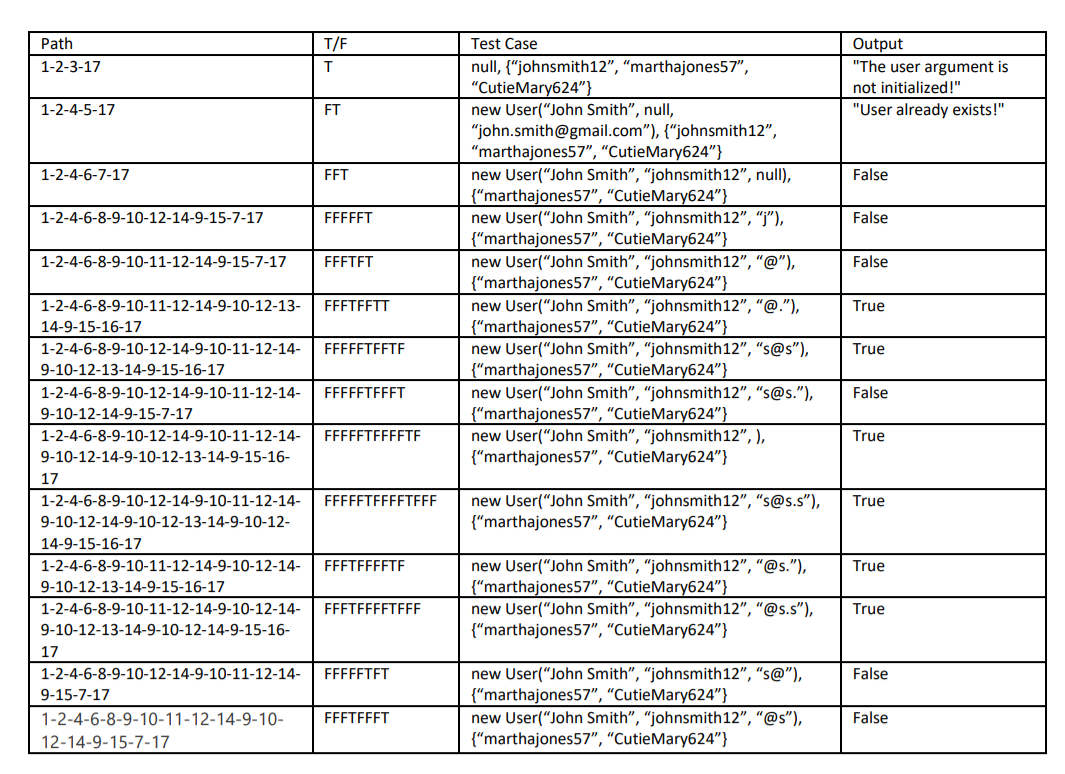 Path T/F Test Case Output
1-2-3-17 T null, {“johnsmith12”, “marthajones57”, "The user argument is
“CutieMary624”} not initialized!"
1-2-4-5-17 FT new User(“John Smith”, null, "User already exists!"
“john.smith@gmail.com”), {“johnsmith12”,
“marthajones57”, “CutieMary624”}
1-2-4-6-7-17 FFT new User(“John Smith”, “johnsmith12”, null), False
{“marthajones57”, “CutieMary624”}
1-2-4-6-8-9-10-12-14-9-15-7-17 FFFFFT new User(“John Smith”, “johnsmith12”, “j”), False
{“marthajones57”, “CutieMary624”}
1-2-4-6-8-9-10-11-12-14-9-15-7-17 FFFTFT new User(“John Smith”, “johnsmith12”, “@”), False
{“marthajones57”, “CutieMary624”}
1-2-4-6-8-9-10-11-12-14-9-10-12-13- FFFTFFTT new User(“John Smith”, “johnsmith12”, “@.”), True
14-9-15-16-17 {“marthajones57”, “CutieMary624”}
1-2-4-6-8-9-10-12-14-9-10-11-12-14- FFFFFTFFTF new User(“John Smith”, “johnsmith12”, “s@s”), True
9-10-12-13-14-9-15-16-17 {“marthajones57”, “CutieMary624”}
1-2-4-6-8-9-10-12-14-9-10-11-12-14- FFFFFTFFFT new User(“John Smith”, “johnsmith12”, “s@s.”), False
9-10-12-14-9-15-7-17 {“marthajones57”, “CutieMary624”}
1-2-4-6-8-9-10-12-14-9-10-11-12-14- FFFFFTFFFFTF new User(“John Smith”, “johnsmith12”, ), True
9-10-12-14-9-10-12-13-14-9-15-16- {“marthajones57”, “CutieMary624”}
17
1-2-4-6-8-9-10-12-14-9-10-11-12-14- FFFFFTFFFFTFFF new User(“John Smith”, “johnsmith12”, “s@s.s”), True
9-10-12-14-9-10-12-13-14-9-10-12- {“marthajones57”, “CutieMary624”}
14-9-15-16-17
1-2-4-6-8-9-10-11-12-14-9-10-12-14- FFFTFFFFTF new User(“John Smith”, “johnsmith12”, “@s.”), True
9-10-12-13-14-9-15-16-17 {“marthajones57”, “CutieMary624”}
1-2-4-6-8-9-10-11-12-14-9-10-12-14- FFFTFFFFTFFF new User(“John Smith”, “johnsmith12”, “@s.s”), True
9-10-12-13-14-9-10-12-14-9-15-16- {“marthajones57”, “CutieMary624”}
17
1-2-4-6-8-9-10-12-14-9-10-11-12-14- FFFFFTFT new User(“John Smith”, “johnsmith12”, “s@”), False
9-15-7-17 {“marthajones57”, “CutieMary624”}
1-2-4-6-8-9-10-11-12-14-9-10- FFFTFFFT new User(“John Smith”, “johnsmith12”, “@s”), False
12-14-9-15-7-17 {“marthajones57”, “CutieMary624”}